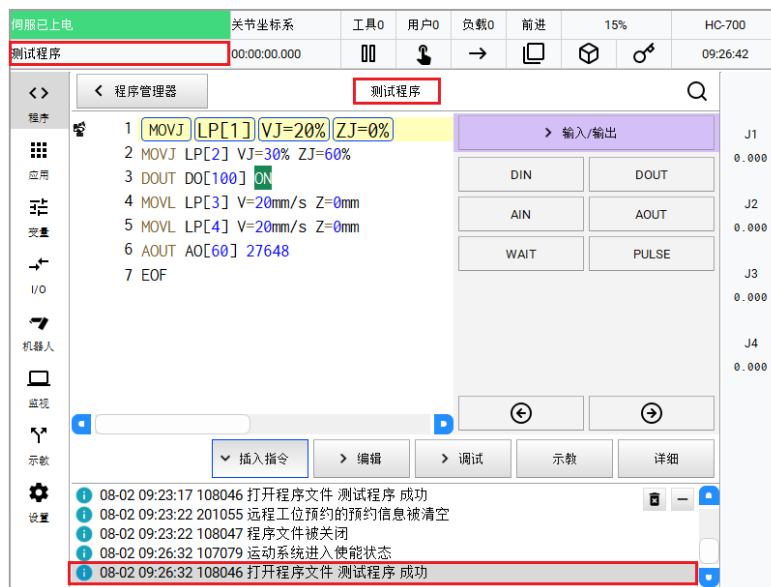 伺服已上电 关节坐标系 工具0 用户0 负载0 前进 15% HC-700
测试程序 00:00:00.000 09:26:42
程序
应用
变量
I/O
机器人
监视
示教
设置
程序管理器 测试程序
1 MOVJ LP[1] VJ=20% ZJ=0%
2 MOVJ LP[2] VJ=30% ZJ=60%
3 DOUT DO[100] ON
4 MOVL LP[3] V=20mm/s Z=0mm
5 MOVL LP[4] V=20mm/s Z=0mm
6 AOUT AO[60] 27648
7 EOF
输入/输出
DIN DOUT
AIN AOUT
WAIT PULSE
J1
0.000
J2
0.000
J3
0.000
J4
0.000
插入指令 编辑 调试 示教 详细
08-02 09:23:17 108046 打开程序文件 测试程序 成功
08-02 09:23:22 201055 远程工位预约的预约信息被清空
08-02 09:23:22 108047 程序文件被关闭
08-02 09:26:32 107079 运动系统进入使能状态
08-02 09:26:32 108046 打开程序文件 测试程序 成功